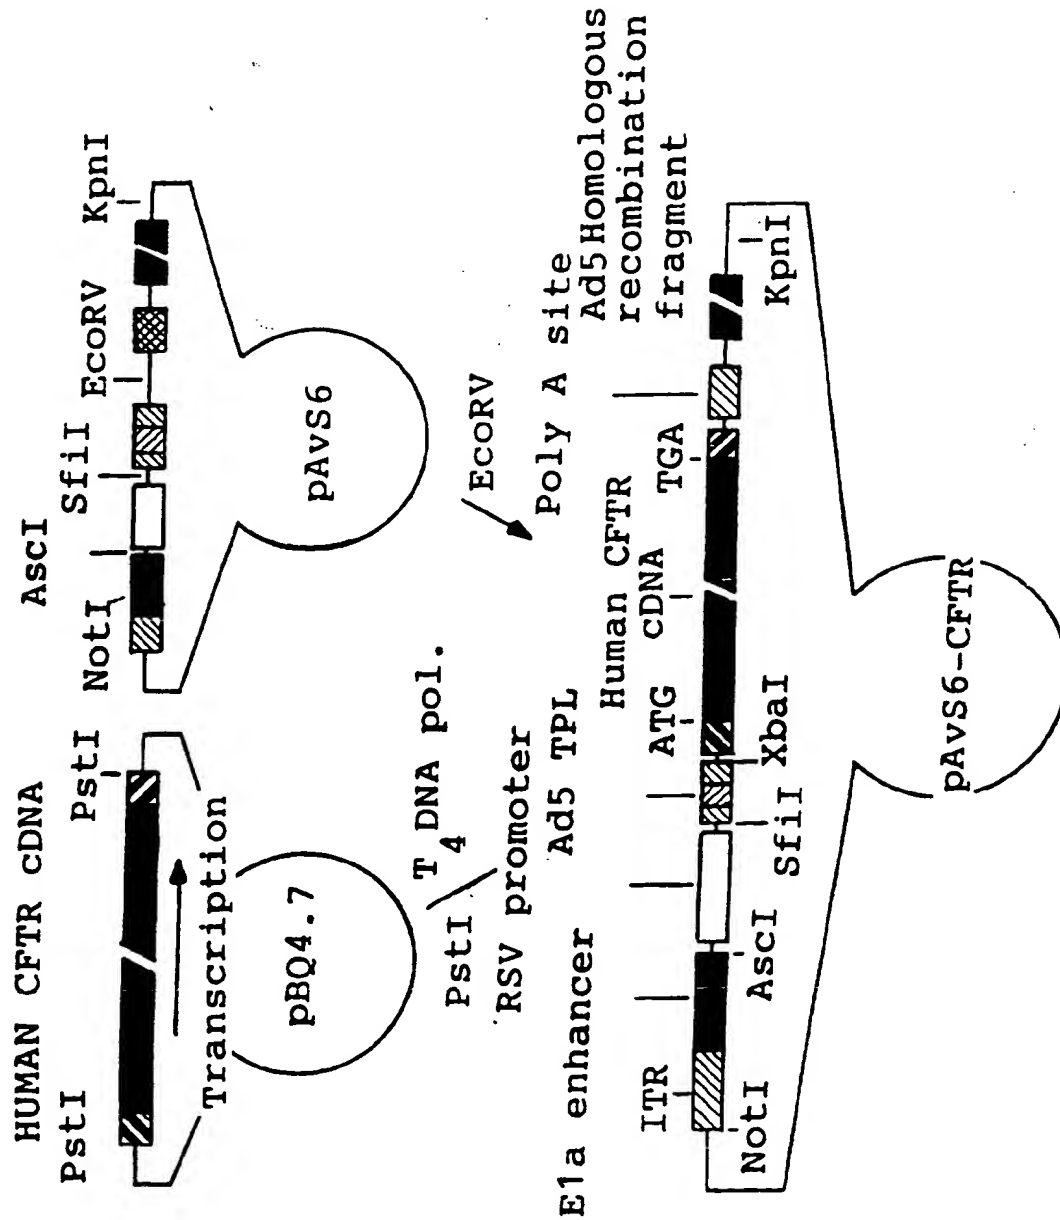 HUMAN CFTR cDNA
PstI
PstI
Transcription
pBQ4.7
NotI
AscI
SfiI
EcoRV
KpnI
pAvS6
PstI
T4 DNA pol.
EcoRV
E1a enhancer
RSV promoter
Ad5 TPL
Poly A site
Ad5 Homologous
recombination
fragment
Human CFTR
cDNA
ITR
ATG
TGA
NotI
AscI
SfiI
XbaI
KpnI
pAvS6-CFTR